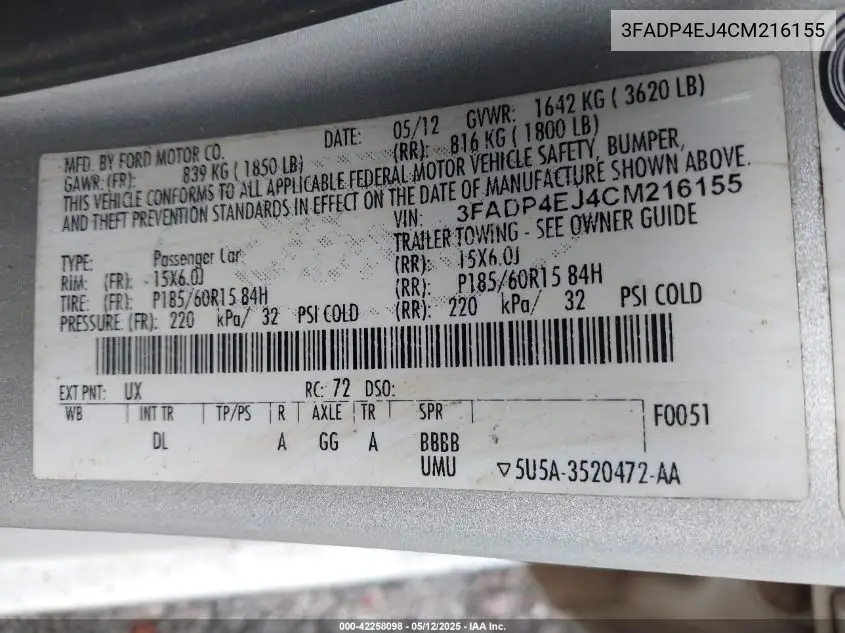 3FADP4EJ4CM216155
MFD. BY FORD MOTOR CO. DATE: 05/12 GVWR: 1642 KG ( 3620 LB)
GAWR: (FR): 839 KG ( 1850 LB) (RR): 816 KG ( 1800 LB)
THIS VEHICLE CONFORMS TO ALL APPLICABLE FEDERAL MOTOR VEHICLE SAFETY, BUMPER,
AND THEFT PREVENTION STANDARDS IN EFFECT ON THE DATE OF MANUFACTURE SHOWN ABOVE.
VIN: 3FADP4EJ4CM216155
TYPE: Passenger Car TRAILER TOWING - SEE OWNER GUIDE
RIM: (FR): 15X6.0J (RR): 15X6.0J
TIRE: (FR): P185/60R15 84H (RR): P185/60R15 84H
PRESSURE: (FR): 220 kPa/ 32 PSI COLD (RR): 220 kPa/ 32 PSI COLD
EXT PNT: UX RC: 72 DSO:
WB INT TR TP/PS R AXLE TR SPR F0051
DL A GG A BBBB
UMU ▽5U5A-3520472-AA
000-42258098 - 05/12/2025 - IAA Inc.